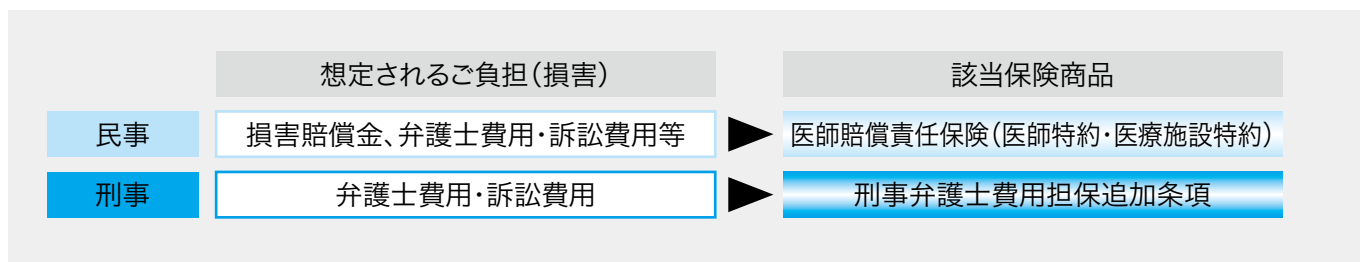 想定されるご負担（損害） 該当保険商品
民事 損害賠償金、弁護士費用・訴訟費用等 医師賠償責任保険（医師特約・医療施設特約）
刑事 弁護士費用・訴訟費用 刑事弁護士費用担保追加条項